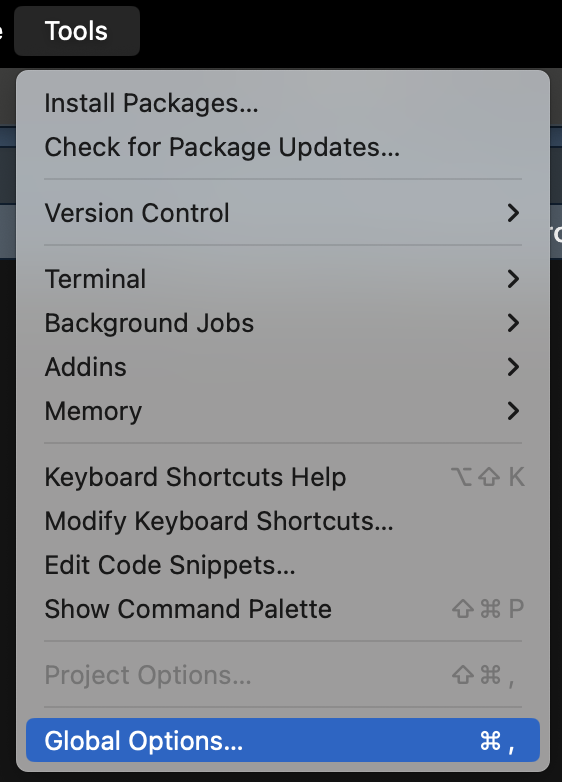 Tools
Install Packages...
Check for Package Updates...
Version Control
Terminal
Background Jobs
Addins
Memory
Keyboard Shortcuts Help ⌥⇧ K
Modify Keyboard Shortcuts...
Edit Code Snippets...
Show Command Palette ⇧⌘ P
Project Options... ⇧⌘ ,
Global Options... ⌘ ,